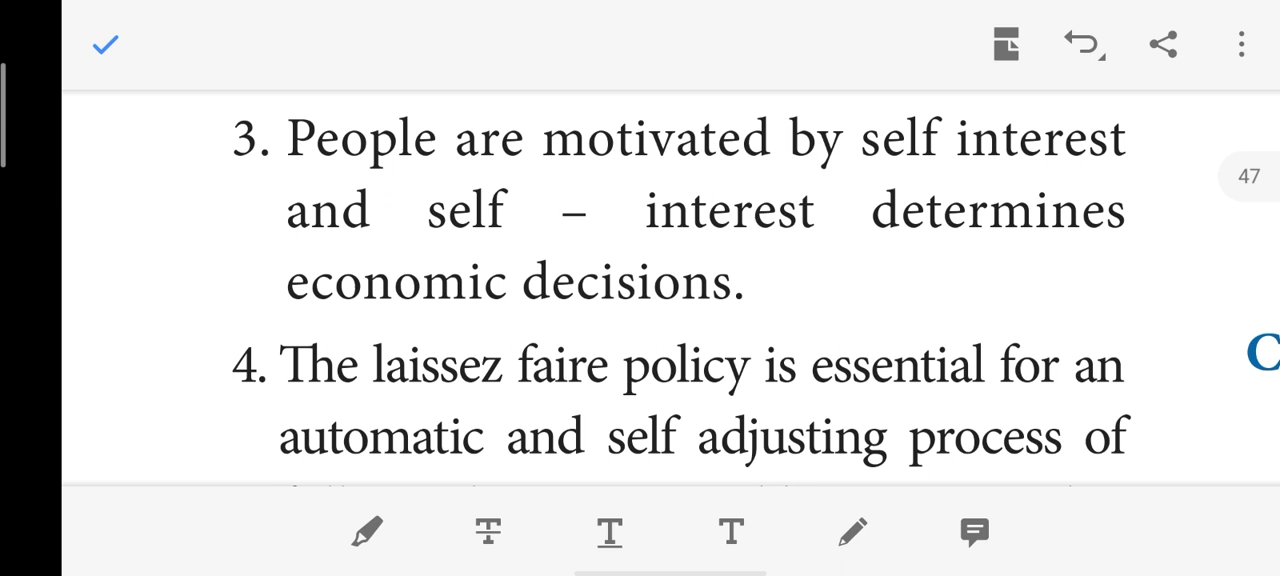 47
3. People are motivated by self interest
and self – interest determines
economic decisions.
4. The laissez faire policy is essential for an
automatic and self adjusting process of
C